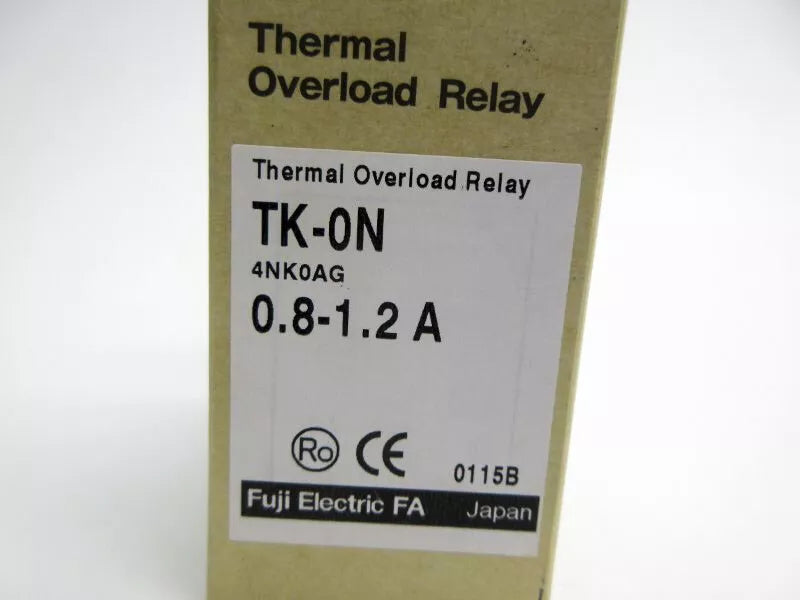 Thermal
Overload Relay
Thermal Overload Relay
TK-0N
4NK0AG
0.8-1.2 A
Ro CE 0115B
Fuji Electric FA Japan